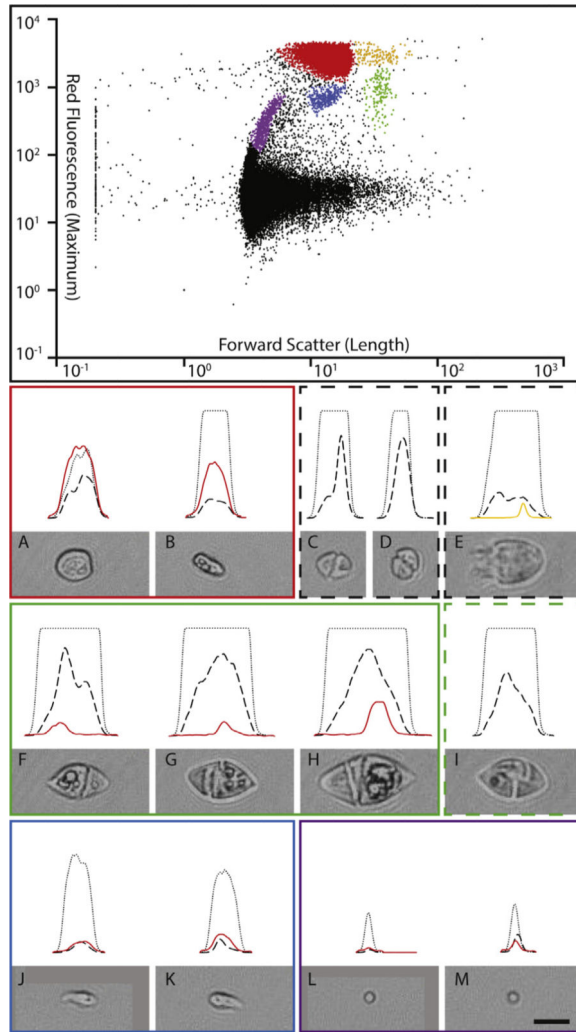 10⁴
10³
10²
10¹
10⁰
10⁻¹
Red Fluorescence (Maximum)
Forward Scatter (Length)
10⁻¹ 10⁰ 10¹ 10² 10³
A B C D E
F G H I
J K L M